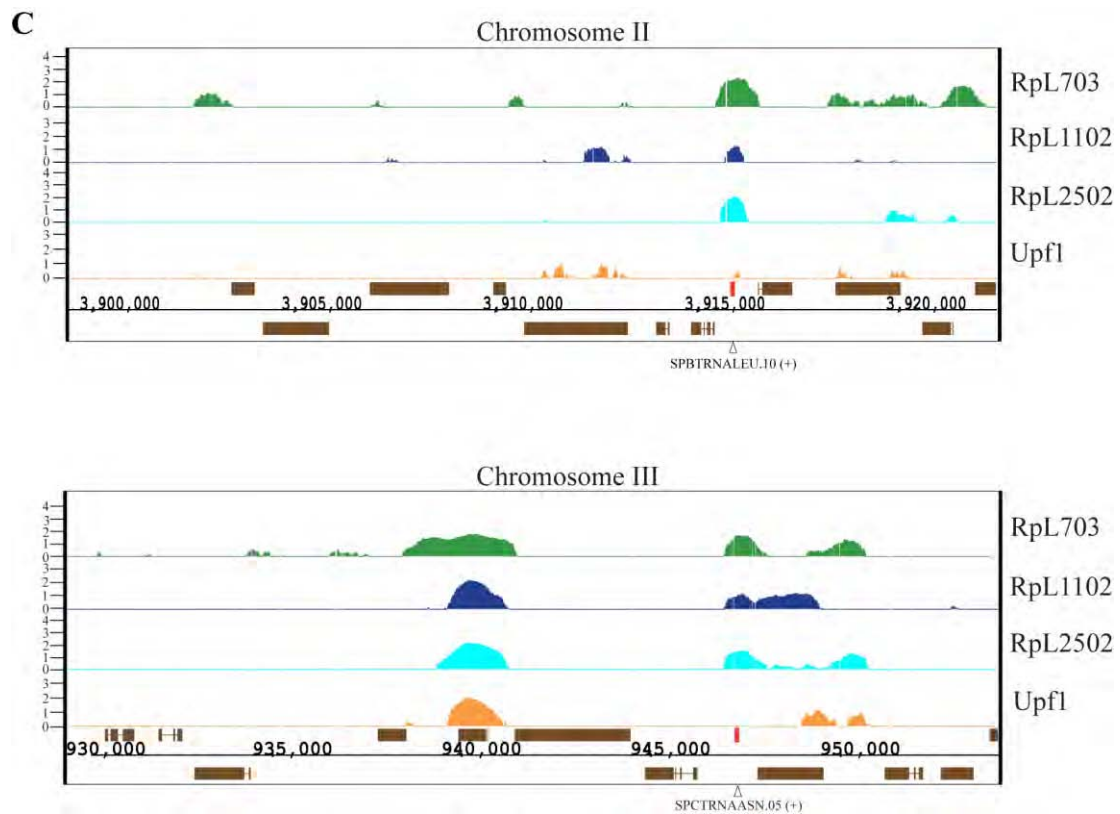 C
Chromosome II
4
3
2
1
0
RpL703
3
2
1
0
RpL1102
4
3
2
1
0
RpL2502
3
2
1
0
Upf1
3,900,000 3,905,000 3,910,000 3,915,000 3,920,000
SPBTRNALEU.10 (+)
Chromosome III
4
3
2
1
0
RpL703
3
2
1
0
RpL1102
4
3
2
1
0
RpL2502
3
2
1
0
Upf1
930,000 935,000 940,000 945,000 950,000
SPCTRNAASN.05 (+)